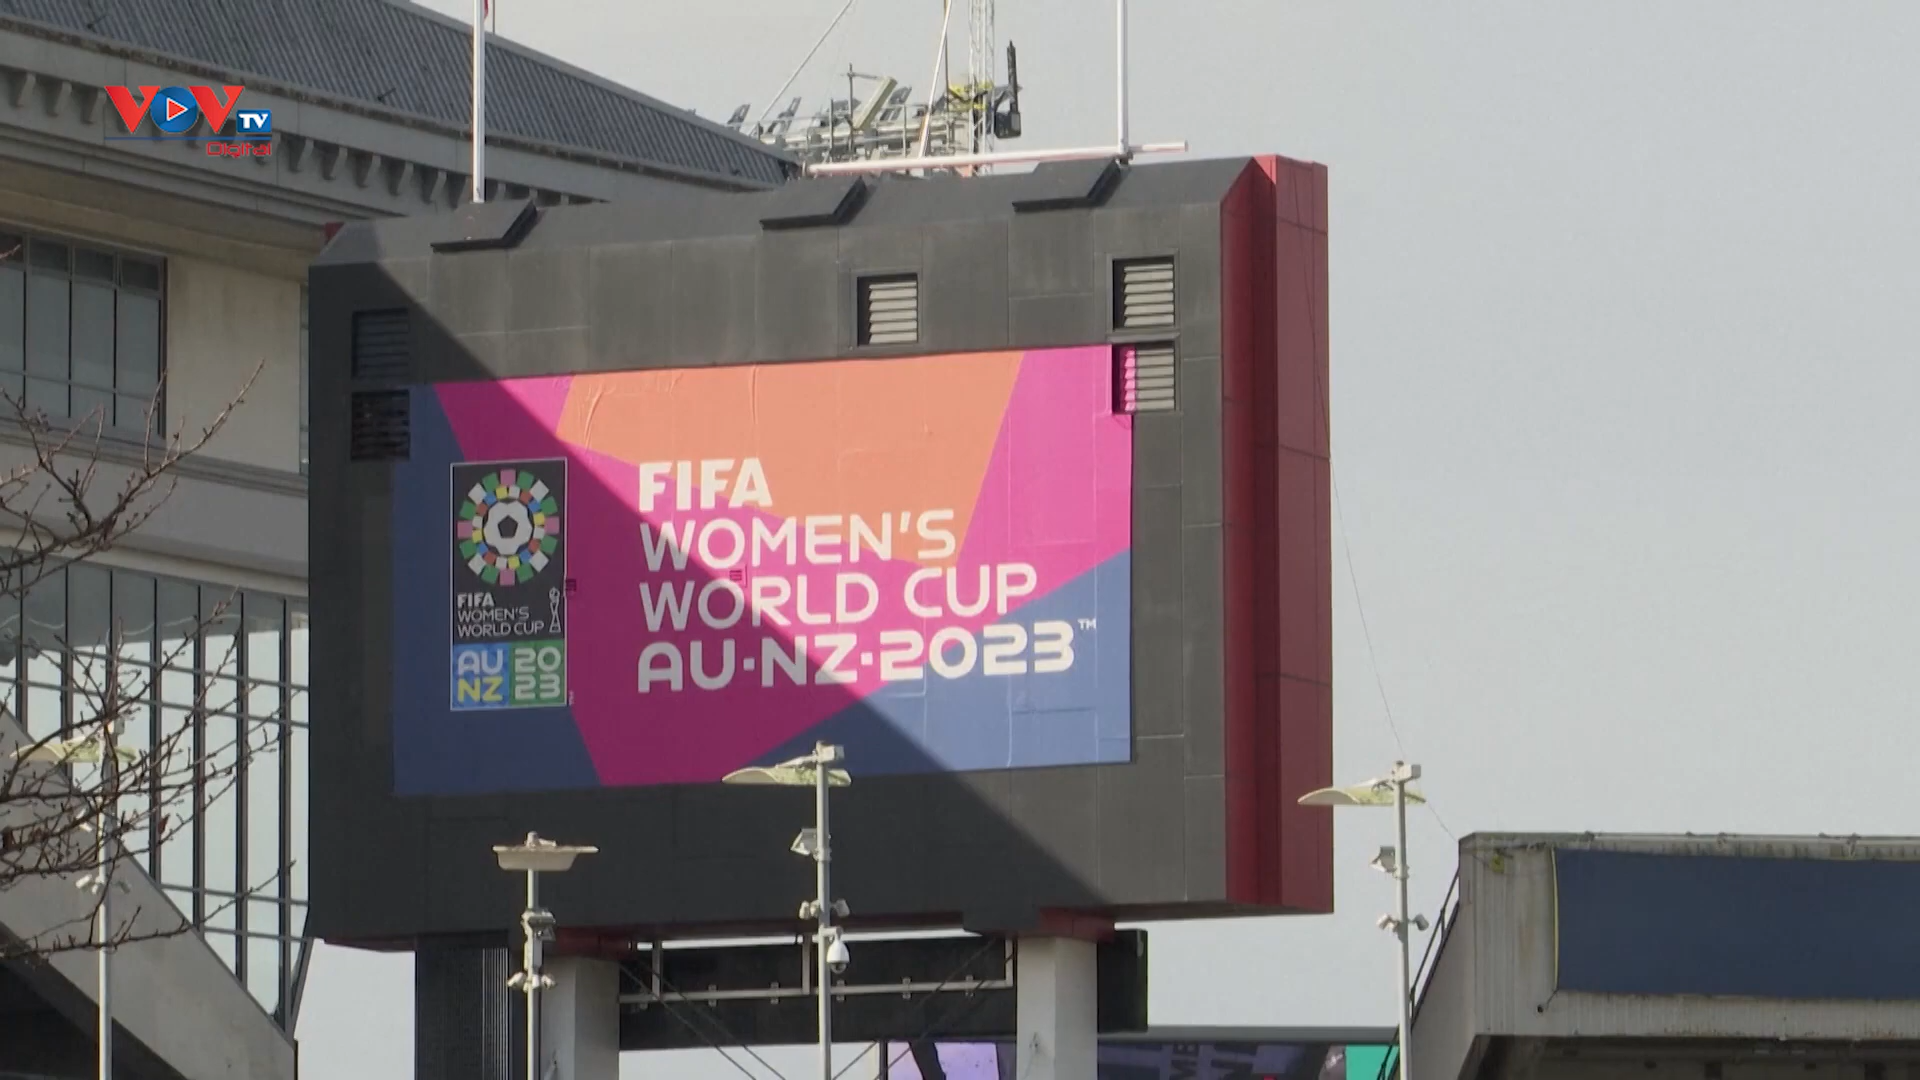 VOV TV
Digital
FIFA
WOMEN'S
WORLD CUP
AU·NZ·2023™
FIFA
WOMEN'S
WORLD CUP
AU 20
NZ 23